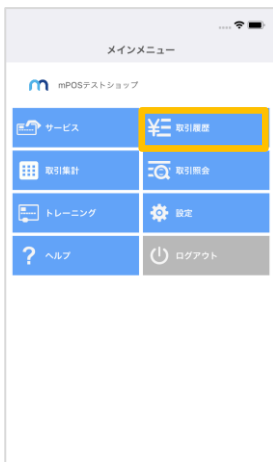 メインメニュー
mPOSテストショップ
サービス
取引履歴
取引集計
取引照会
トレーニング
設定
ヘルプ
ログアウト